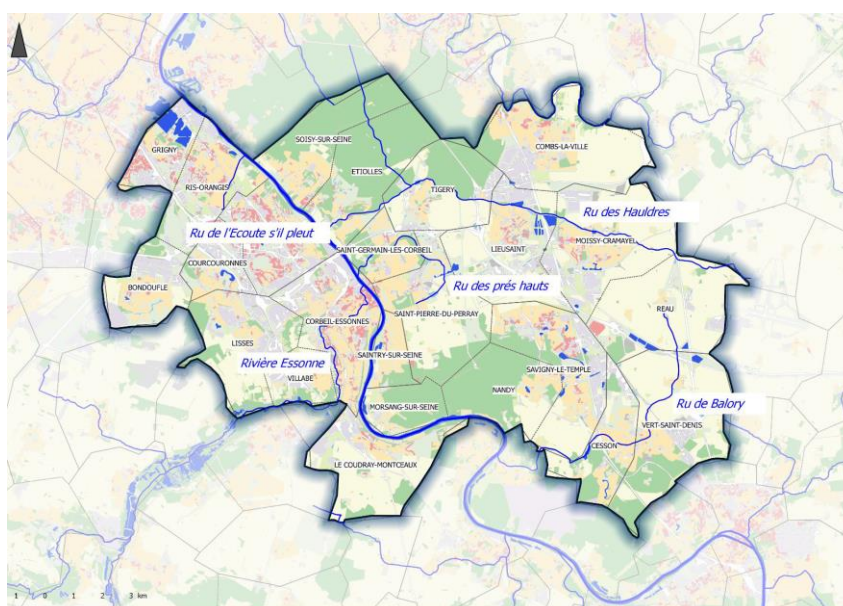 SOISY-SUR-SEINE
COMBS-LA-VILLE
GRIGNY
ETIOLLES
RIS-ORANGIS
TIGERY
Ru des Hauldres
Ru de l'Ecoute s'il pleut
MOISSY-CRAMAYEL
SAINT-GERMAIN-LES-CORBEIL
LIEUSAINT
COURCOURONNES
BONDOUFLE
Ru des prés hauts
REAU
SAINT-PIERRE-DU-PERRAY
CORBEIL-ESSONNES
LISSES
SAINTRY-SUR-SEINE
Rivière Essonne
SAVIGNY-LE-TEMPLE
VILLABE
NANDY
Ru de Balory
MORSANG-SUR-SEINE
VERT-SAINT-DENIS
CESSON
LE COUDRAY-MONTCEAUX
1 0 1 2 3 km